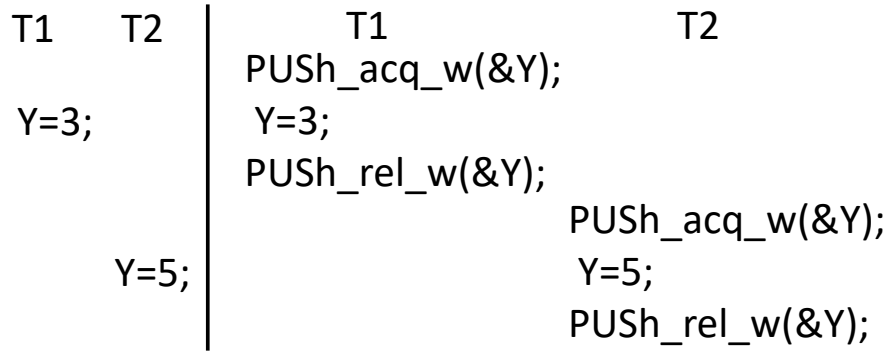 T1 T2 T1 T2
PUSh_acq_w(&Y);
Y=3; Y=3;
PUSh_rel_w(&Y);
PUSh_acq_w(&Y);
Y=5; Y=5;
PUSh_rel_w(&Y);